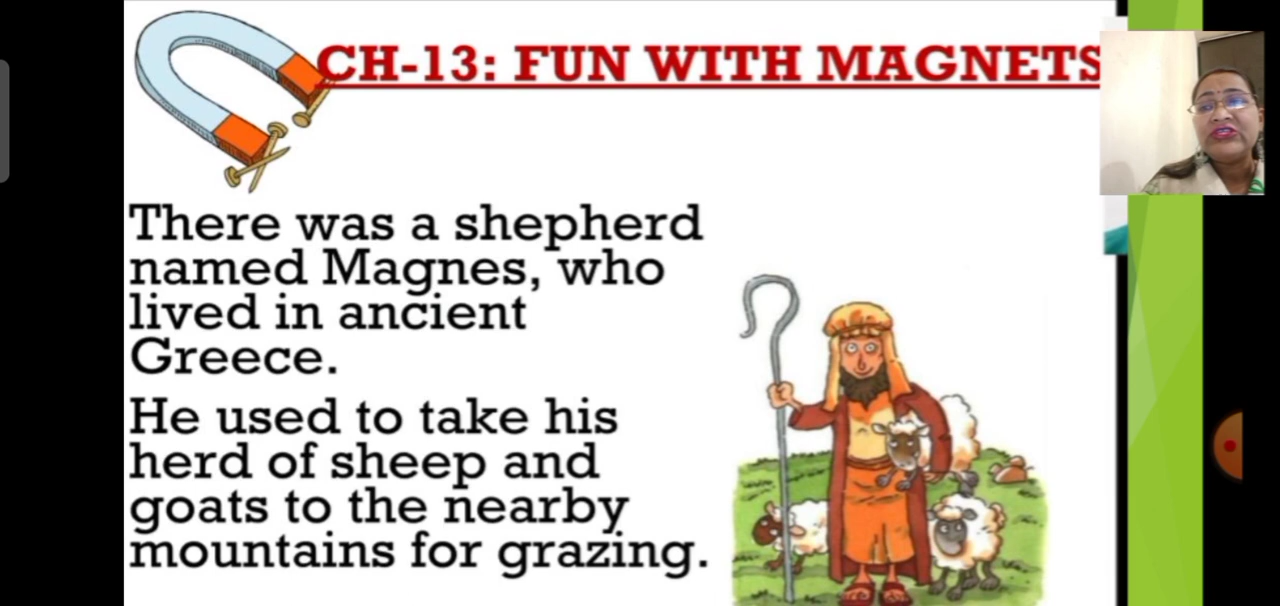 CH-13: FUN WITH MAGNETS
There was a shepherd
named Magnes, who
lived in ancient
Greece.
He used to take his
herd of sheep and
goats to the nearby
mountains for grazing.